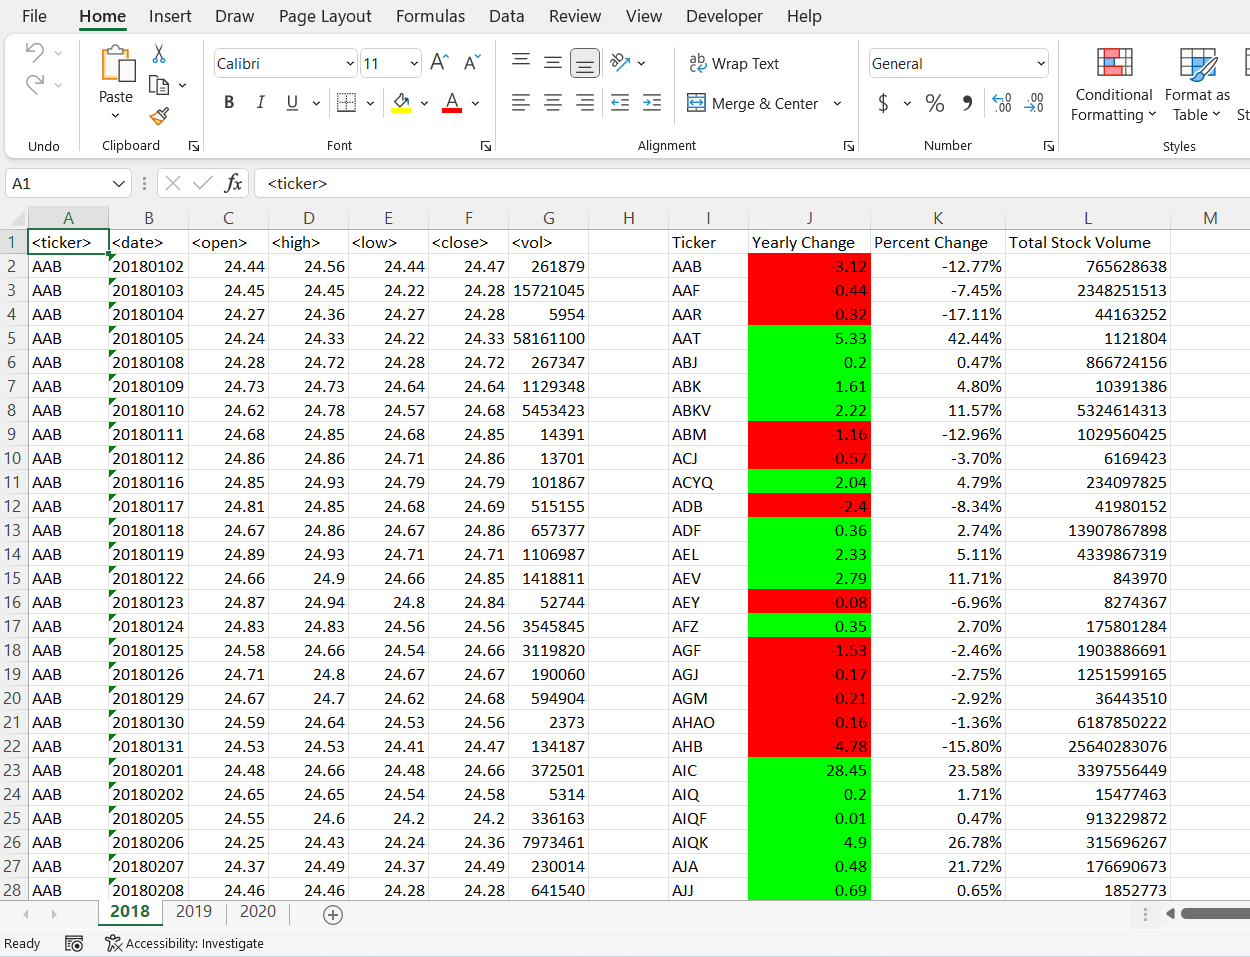 File Home Insert Draw Page Layout Formulas Data Review View Developer Help
Calibri 11 A A ab Wrap Text General
Paste B I U A Merge & Center $ % 9 .00 .00 Conditional Formatting Format as Table St
Undo Clipboard Font Alignment Number Styles
A1 fx <ticker>
A B C D E F G H I J K L M
1 <ticker> <date> <open> <high> <low> <close> <vol> Ticker Yearly Change Percent Change Total Stock Volume
2 AAB 20180102 24.44 24.56 24.44 24.47 261879 AAB -3.12 -12.77% 765628638
3 AAB 20180103 24.45 24.45 24.22 24.28 15721045 AAF -0.44 -7.45% 2348251513
4 AAB 20180104 24.27 24.36 24.27 24.28 5954 AAR -0.32 -17.11% 44163252
5 AAB 20180105 24.24 24.33 24.22 24.33 58161100 AAT 5.33 42.44% 1121804
6 AAB 20180108 24.28 24.72 24.28 24.72 267347 ABJ 0.2 0.47% 866724156
7 AAB 20180109 24.73 24.73 24.64 24.64 1129348 ABK 1.61 4.80% 10391386
8 AAB 20180110 24.62 24.78 24.57 24.68 5453423 ABKV 2.22 11.57% 5324614313
9 AAB 20180111 24.68 24.85 24.68 24.85 14391 ABM -1.16 -12.96% 1029560425
10 AAB 20180112 24.86 24.86 24.71 24.86 13701 ACJ -0.57 -3.70% 6169423
11 AAB 20180116 24.85 24.93 24.79 24.79 101867 ACYQ 2.04 4.79% 234097825
12 AAB 20180117 24.81 24.85 24.68 24.69 515155 ADB -2.4 -8.34% 41980152
13 AAB 20180118 24.67 24.86 24.67 24.86 657377 ADF 0.36 2.74% 13907867898
14 AAB 20180119 24.89 24.93 24.71 24.71 1106987 AEL 2.33 5.11% 4339867319
15 AAB 20180122 24.66 24.9 24.66 24.85 1418811 AEV 2.79 11.71% 843970
16 AAB 20180123 24.87 24.94 24.8 24.84 52744 AEY -0.08 -6.96% 8274367
17 AAB 20180124 24.83 24.83 24.56 24.56 3545845 AFZ 0.35 2.70% 175801284
18 AAB 20180125 24.58 24.66 24.54 24.66 3119820 AGF -1.53 -2.46% 1903886691
19 AAB 20180126 24.71 24.8 24.67 24.67 190060 AGJ -0.17 -2.75% 1251599165
20 AAB 20180129 24.67 24.7 24.62 24.68 594904 AGM -0.21 -2.92% 36443510
21 AAB 20180130 24.59 24.64 24.53 24.56 2373 AHAO -0.16 -1.36% 6187850222
22 AAB 20180131 24.53 24.53 24.41 24.47 134187 AHB -4.78 -15.80% 25640283076
23 AAB 20180201 24.48 24.66 24.48 24.66 372501 AIC 28.45 23.58% 3397556449
24 AAB 20180202 24.65 24.65 24.54 24.58 5314 AIQ 0.2 1.71% 15477463
25 AAB 20180205 24.55 24.6 24.2 24.2 336163 AIQF 0.01 0.47% 913229872
26 AAB 20180206 24.25 24.43 24.24 24.36 7973461 AIQK 4.9 26.78% 315696267
27 AAB 20180207 24.37 24.49 24.37 24.49 230014 AJA 0.48 21.72% 176690673
28 AAB 20180208 24.46 24.46 24.28 24.28 641540 AJJ 0.69 0.65% 1852773
2018 2019 2020
Ready Accessibility: Investigate